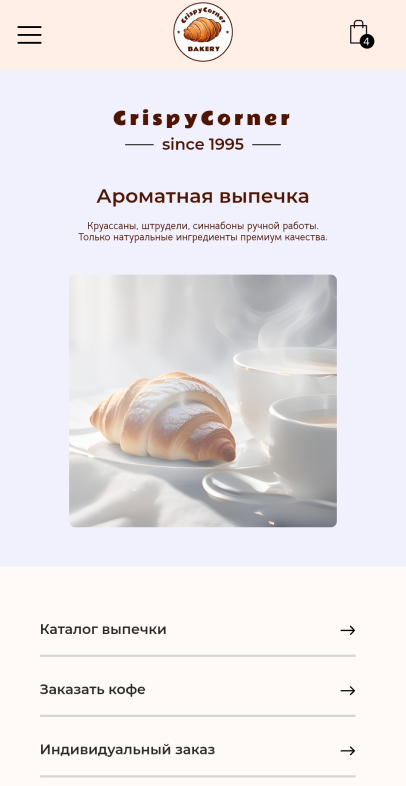 CrispyCorner
BAKERY
4
CrispyCorner
since 1995
Ароматная выпечка
Круассаны, штрудели, синнабоны ручной работы.
Только натуральные ингредиенты премиум качества.
Каталог выпечки
Заказать кофе
Индивидуальный заказ